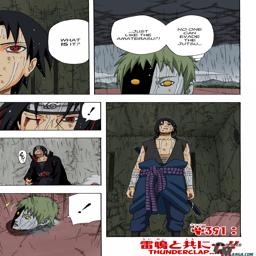 NO ONE
CAN
EVADE
THE
JUTSU...
...JUST
LIKE THE
AMATERASU?
WHAT
IS IT?
391:
雷鳴と共に…!!
THUNDERCLAP...